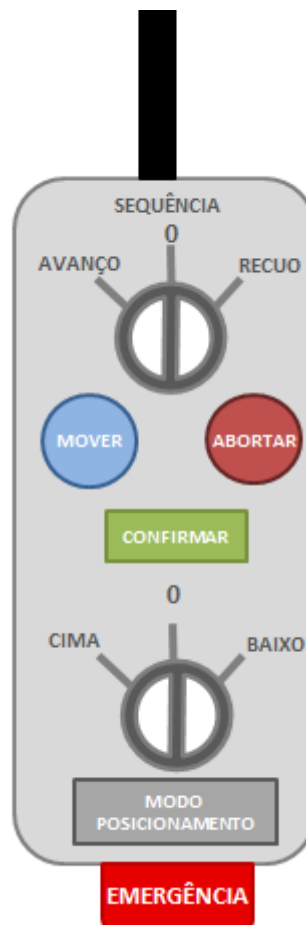 SEQUÊNCIA
0
AVANÇO
RECUO
MOVER
ABORTAR
CONFIRMAR
0
CIMA
BAIXO
MODO
POSICIONAMENTO
EMERGÊNCIA